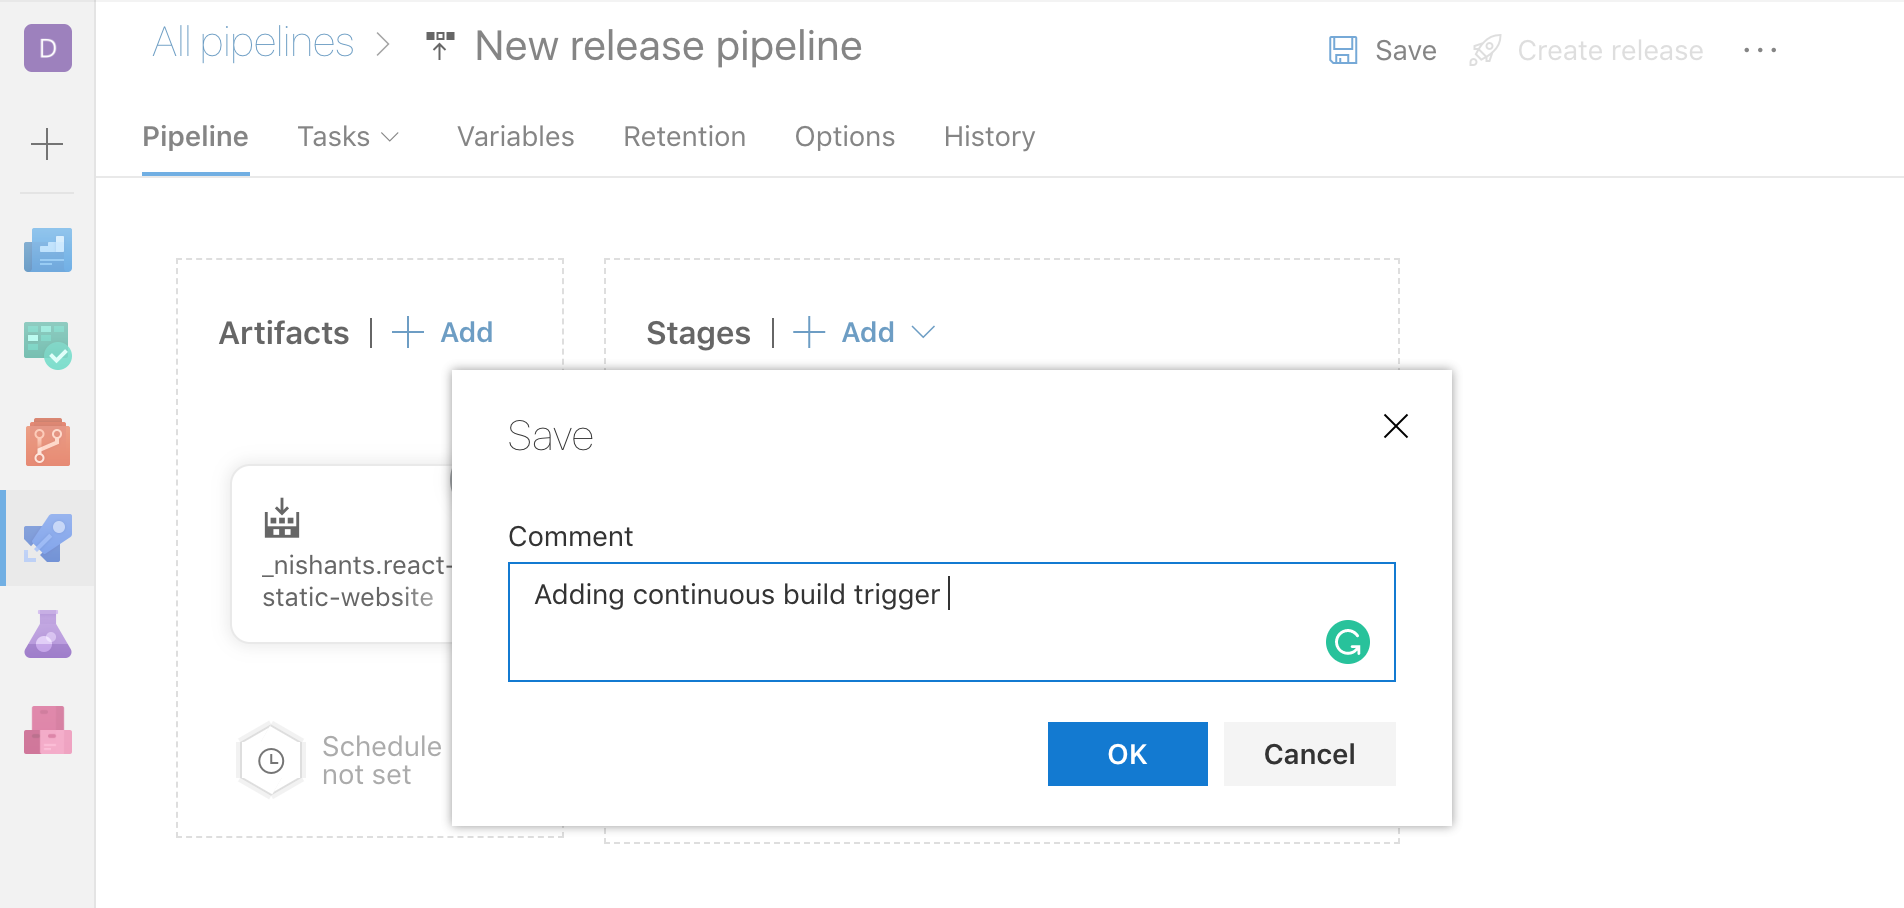 D
All pipelines
New release pipeline
Save
Create release
Pipeline
Tasks
Variables
Retention
Options
History
Artifacts | Add
Stages | Add
Save
Comment
Adding continuous build trigger
_nishants.react-
static-website
Schedule
not set
OK
Cancel